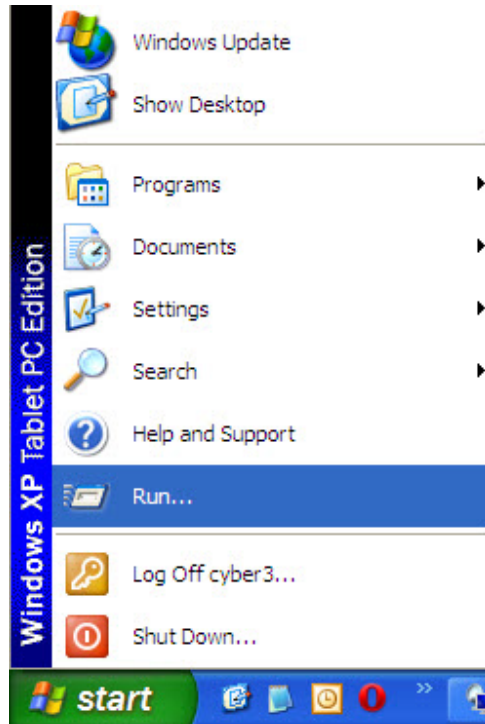 Windows Update
Show Desktop
Programs
Documents
Settings
Search
Help and Support
Run...
Log Off cyber3...
Shut Down...
Windows XP Tablet PC Edition
start